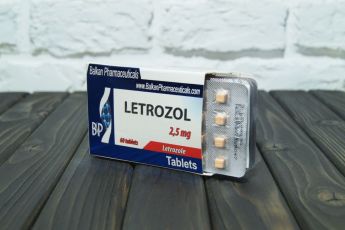 Balkan Pharmaceuticals
www.BalkanPharmaceuticals.com
LETROZOL
2,5 mg
BP
60 tablets
Letrozole
Tablets